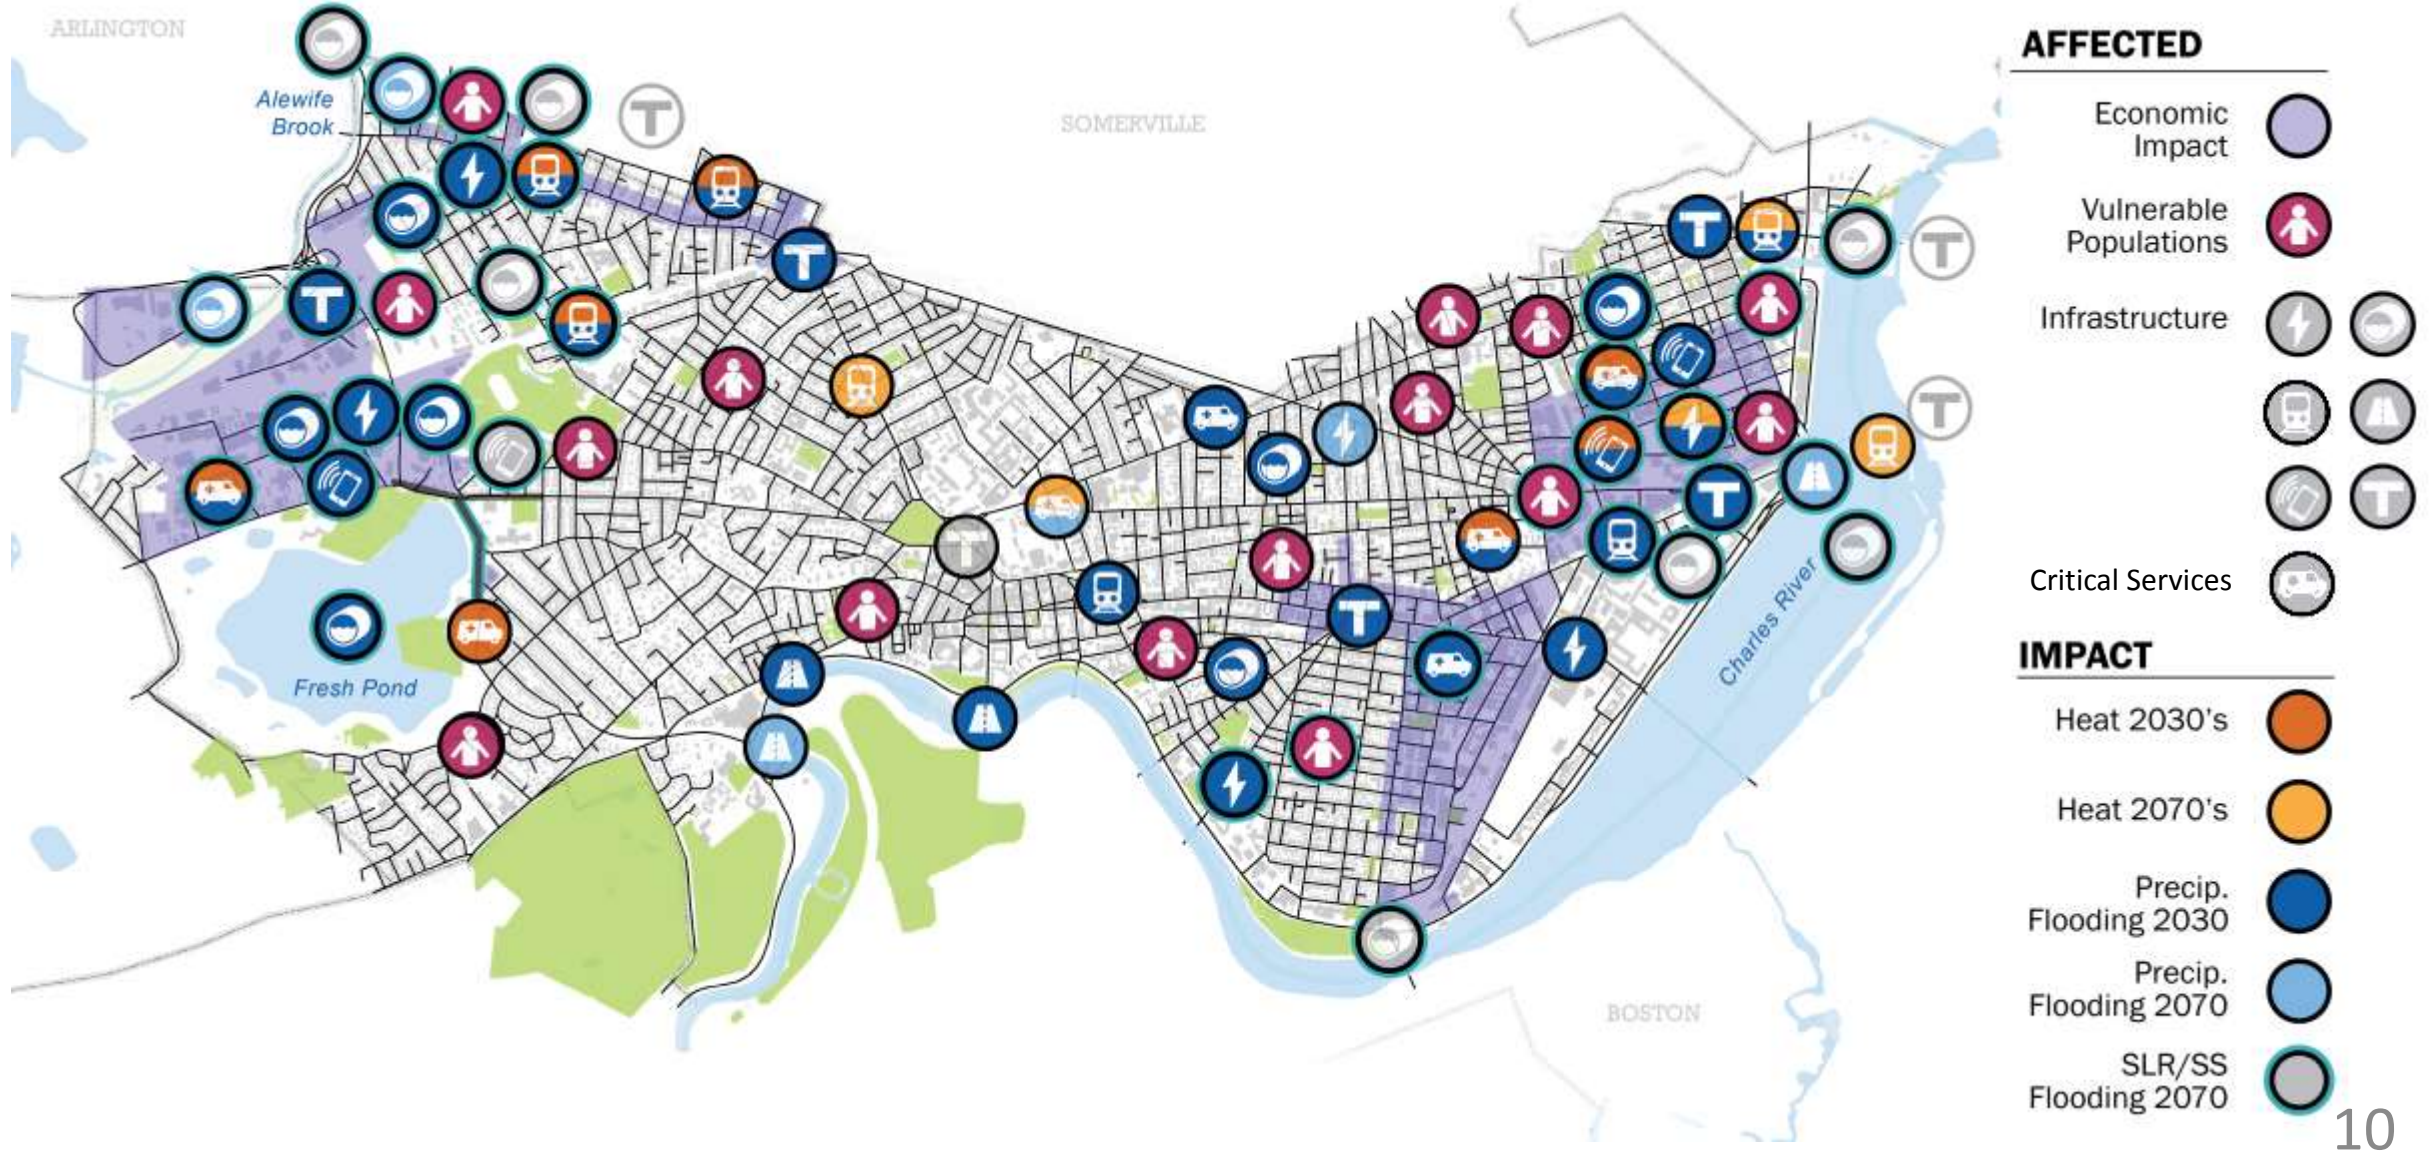 ARLINGTON
Alewife
Brook
SOMERVILLE
Fresh Pond
Charles River
BOSTON
AFFECTED
Economic
Impact
Vulnerable
Populations
Infrastructure
Critical Services
IMPACT
Heat 2030's
Heat 2070's
Precip.
Flooding 2030
Precip.
Flooding 2070
SLR/SS
Flooding 2070
10